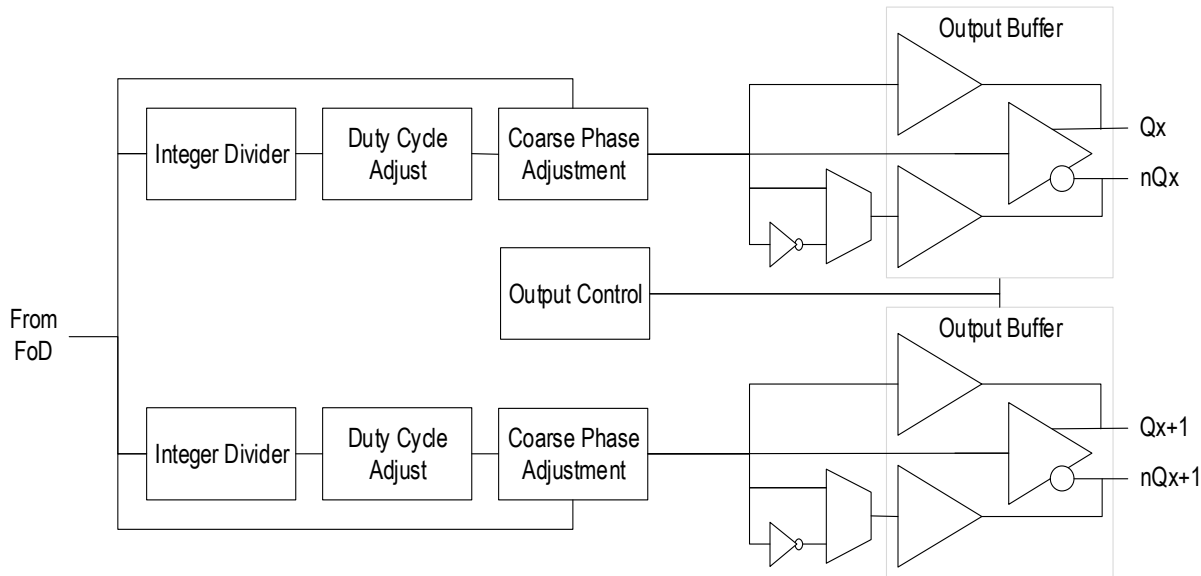 Output Buffer
Integer Divider
Duty Cycle
Adjust
Coarse Phase
Adjustment
Qx
nQx
Output Control
From
FoD
Output Buffer
Integer Divider
Duty Cycle
Adjust
Coarse Phase
Adjustment
Qx+1
nQx+1